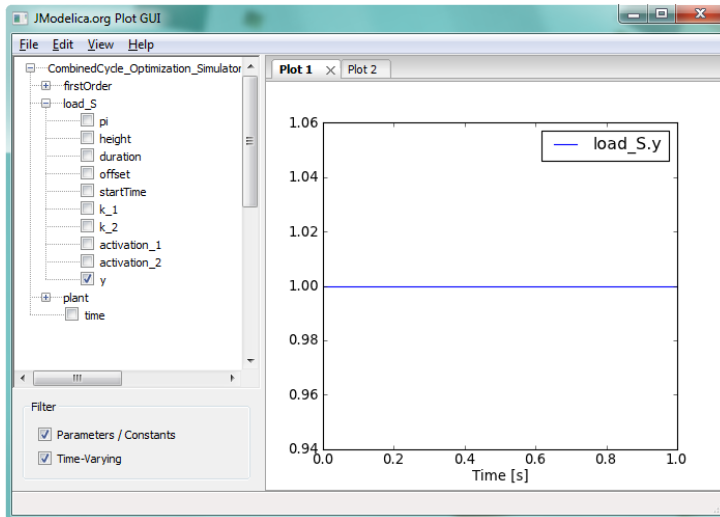 JModelica.org Plot GUI
File Edit View Help
CombinedCycle_Optimization_Simulator
firstOrder
load_S
pi
height
duration
offset
startTime
k_1
k_2
activation_1
activation_2
y
plant
time
Filter
Parameters / Constants
Time-Varying
Plot 1 Plot 2
load_S.y
1.06
1.04
1.02
1.00
0.98
0.96
0.94
0.0 0.2 0.4 0.6 0.8 1.0
Time [s]